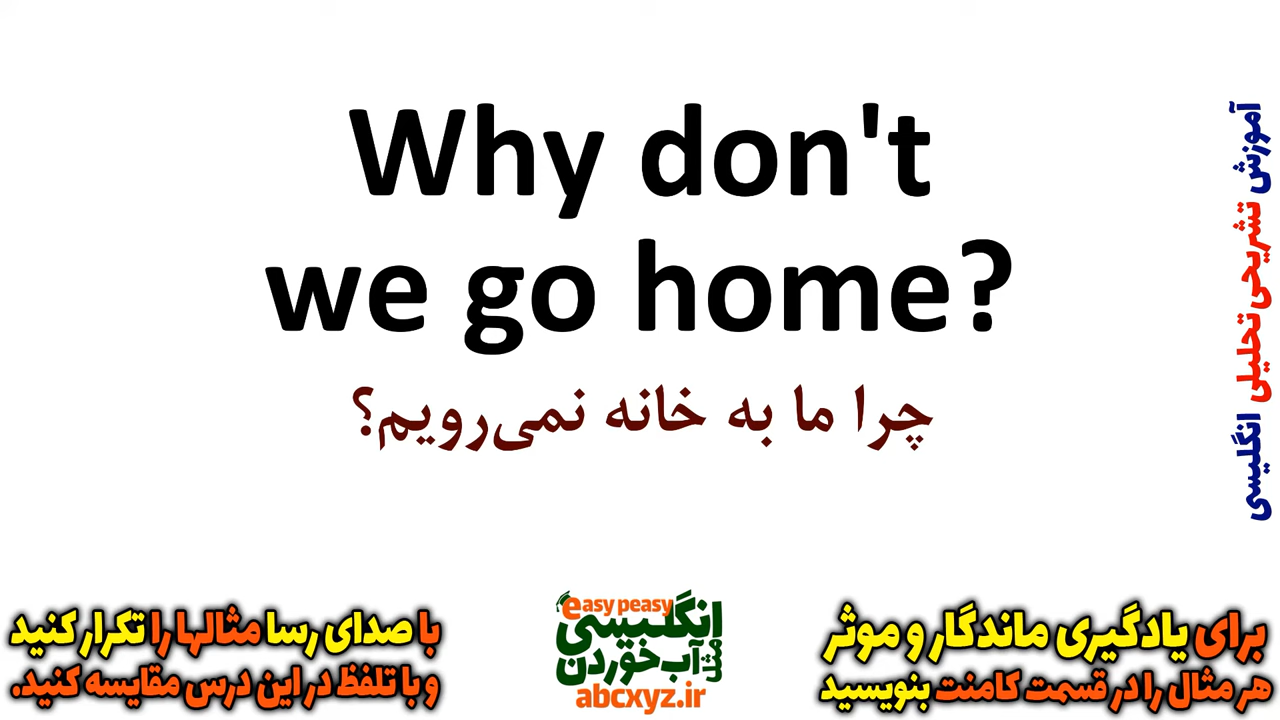 Why don't
we go home?
چرا ما به خانه نمی‌رویم؟
آموزش تشریحی تحلیلی انگلیسی
با صدای رسا مثالها را تکرار کنید
و با تلفظ در این درس مقایسه کنید.
easy peasy
انگلیسی
مثل آب خوردن
abcxyz.ir
برای یادگیری ماندگار و موثر
هر مثال را در قسمت کامنت بنویسید